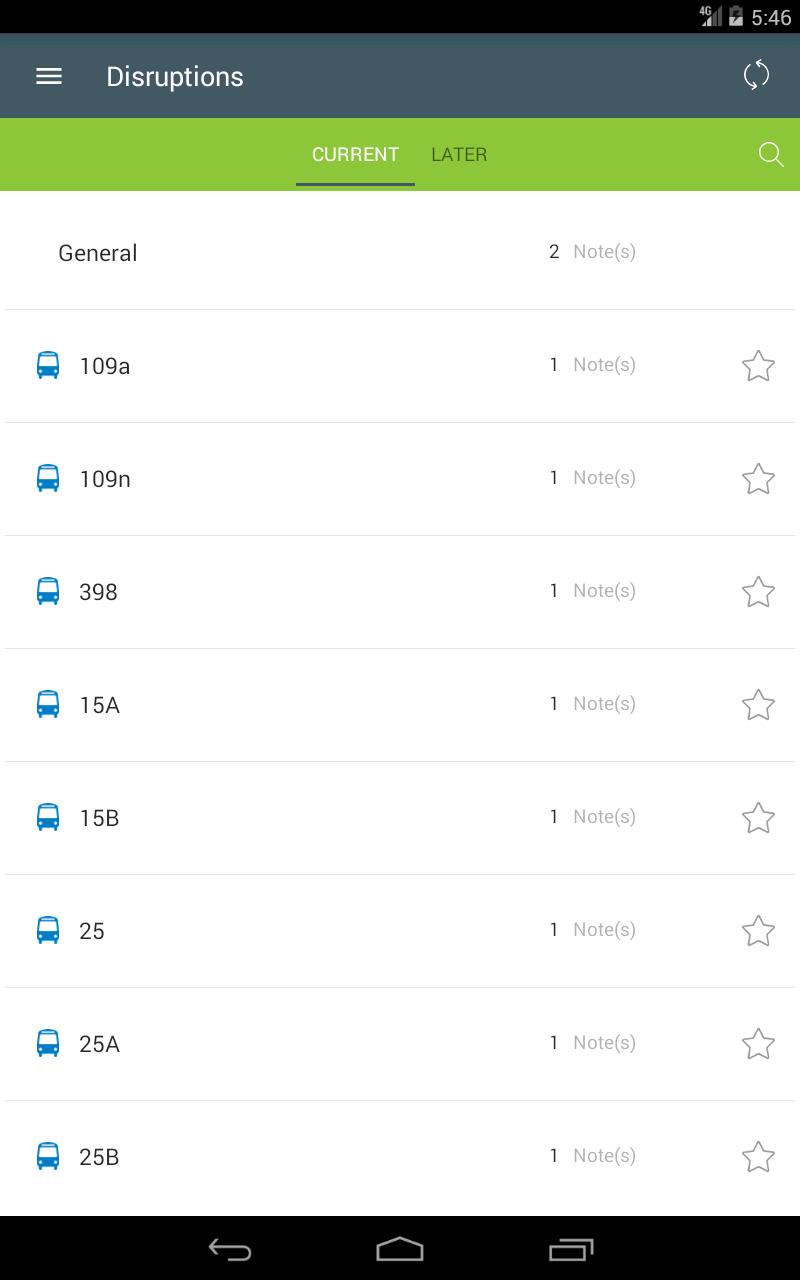 4G 5:46
Disruptions
CURRENT LATER
General 2 Note(s)
109a 1 Note(s)
109n 1 Note(s)
398 1 Note(s)
15A 1 Note(s)
15B 1 Note(s)
25 1 Note(s)
25A 1 Note(s)
25B 1 Note(s)